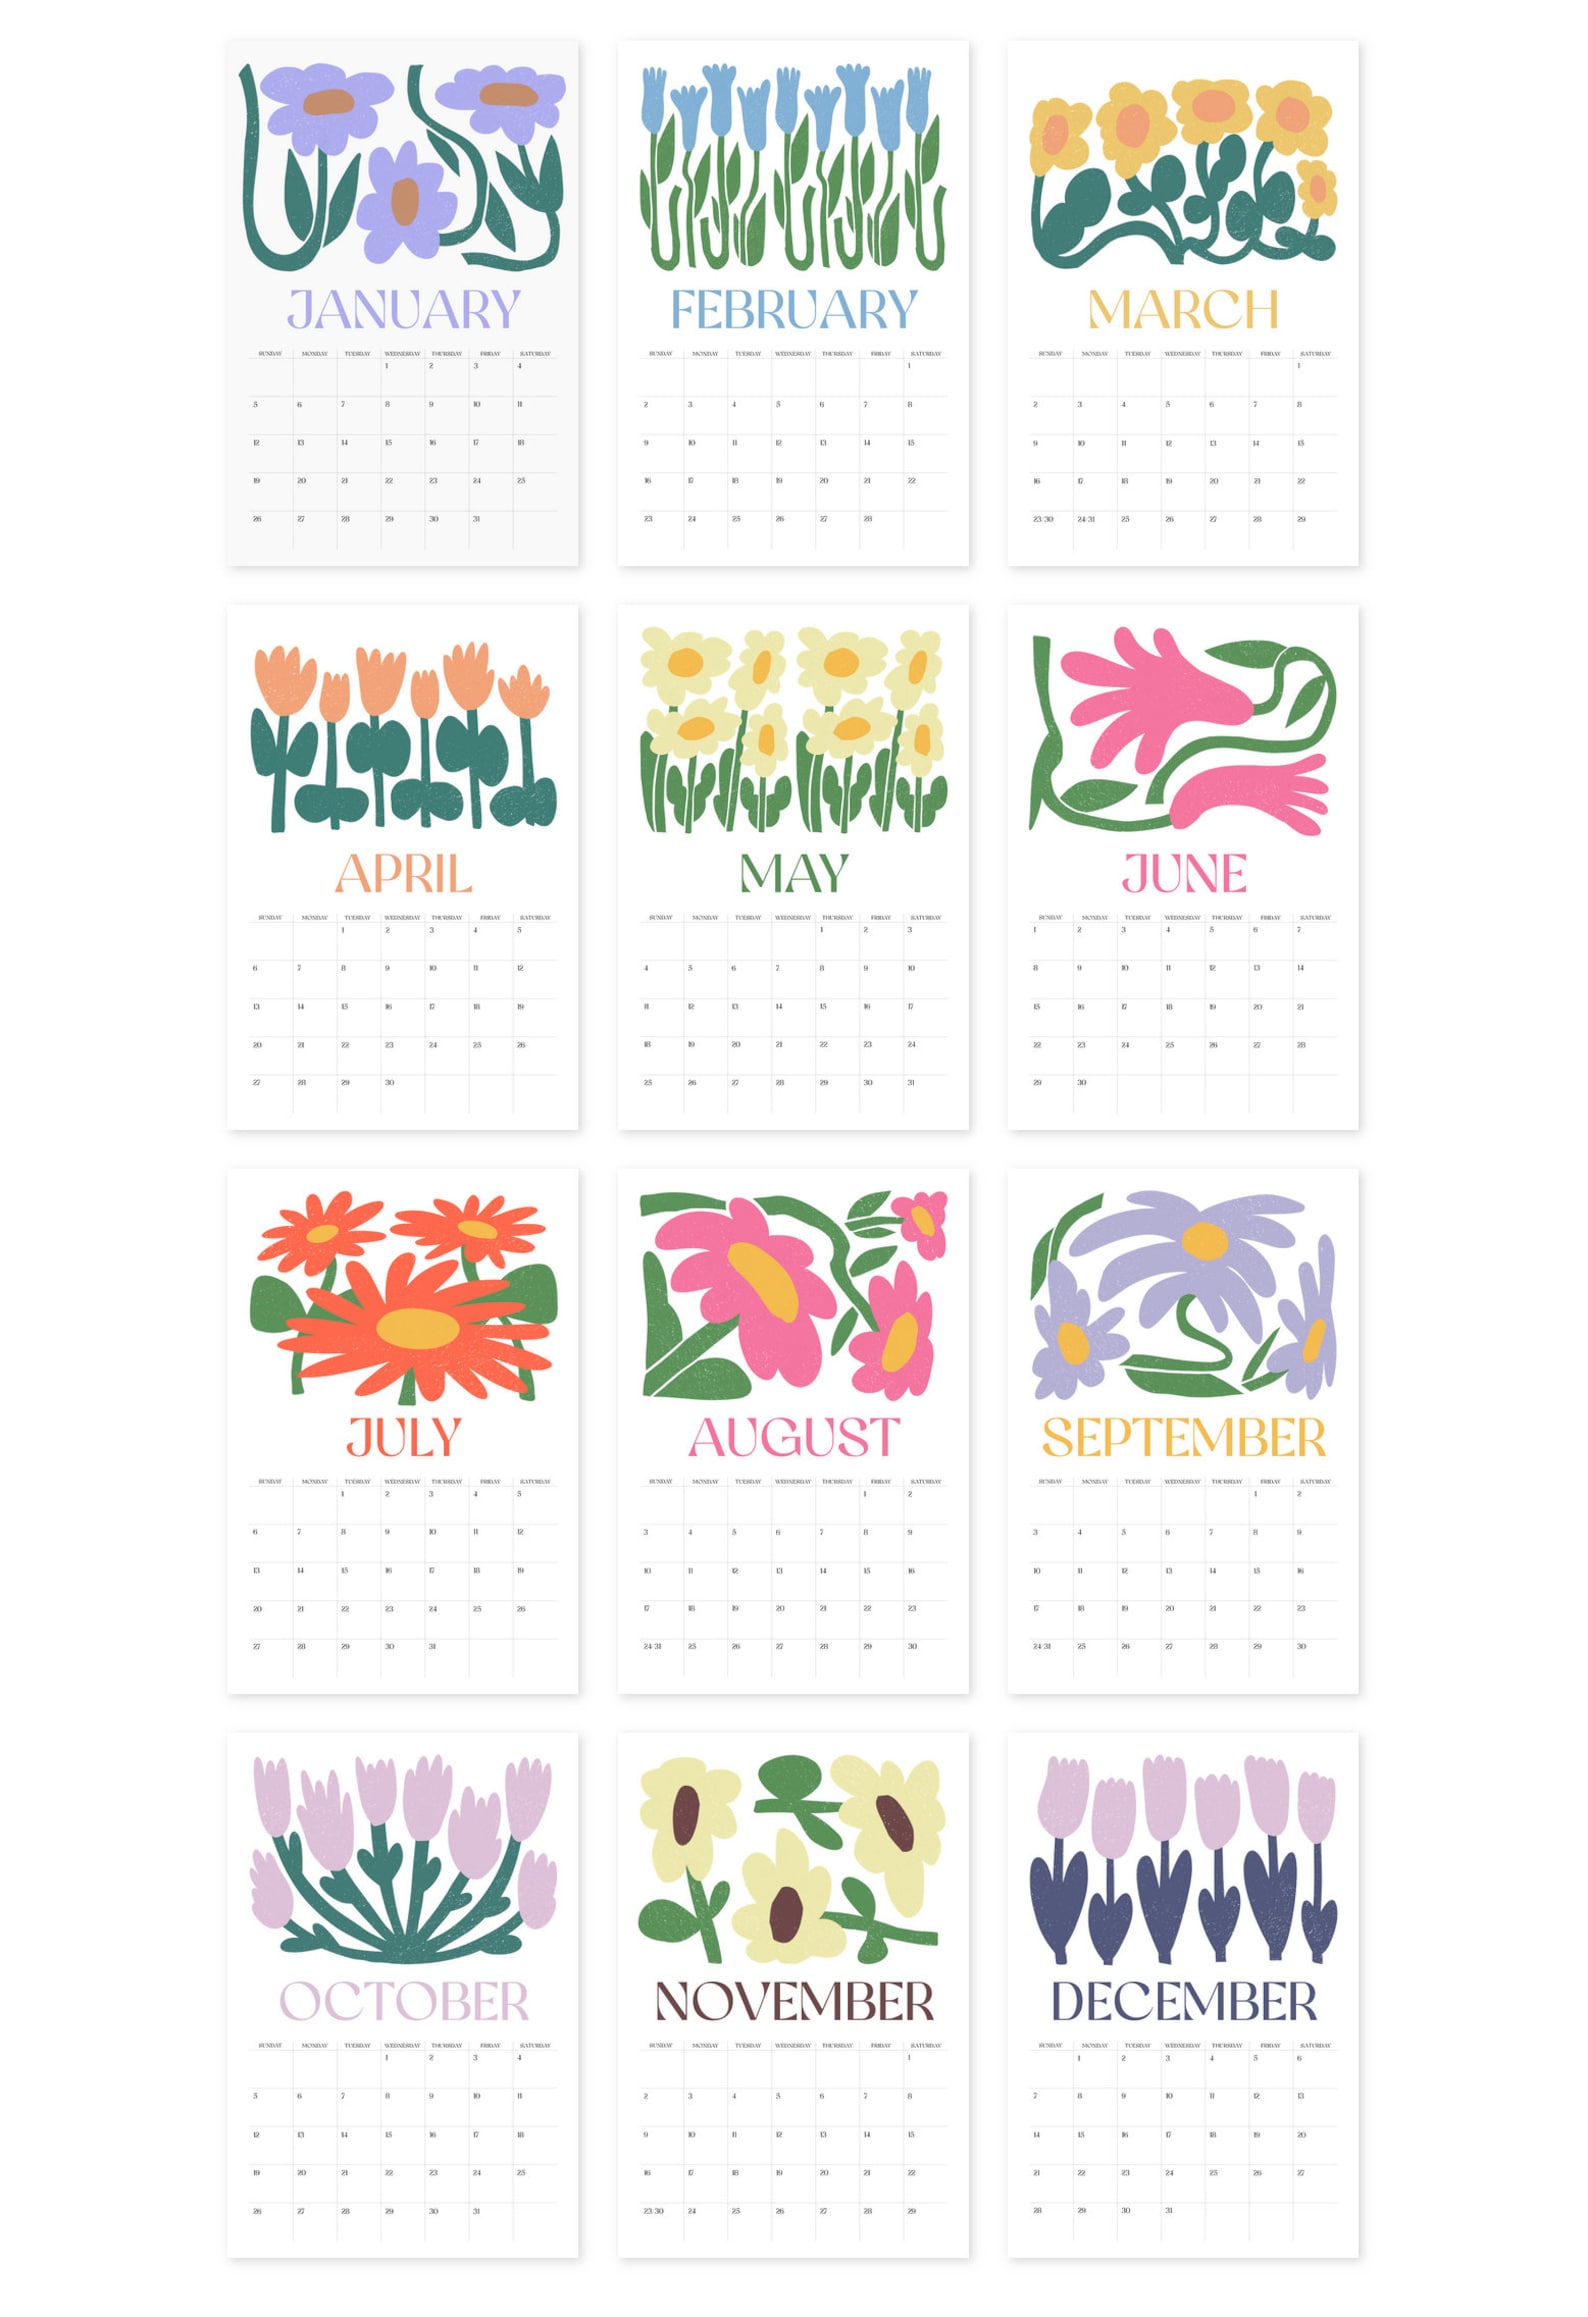 JANUARY
SUNDAY MONDAY TUESDAY WEDNESDAY THURSDAY FRIDAY SATURDAY
1 2 3 4
5 6 7 8 9 10 11
12 13 14 15 16 17 18
19 20 21 22 23 24 25
26 27 28 29 30 31
FEBRUARY
SUNDAY MONDAY TUESDAY WEDNESDAY THURSDAY FRIDAY SATURDAY
1
2 3 4 5 6 7 8
9 10 11 12 13 14 15
16 17 18 19 20 21 22
23 24 25 26 27 28
MARCH
SUNDAY MONDAY TUESDAY WEDNESDAY THURSDAY FRIDAY SATURDAY
1
2 3 4 5 6 7 8
9 10 11 12 13 14 15
16 17 18 19 20 21 22
23/30 24/31 25 26 27 28 29
APRIL
SUNDAY MONDAY TUESDAY WEDNESDAY THURSDAY FRIDAY SATURDAY
1 2 3 4 5
6 7 8 9 10 11 12
13 14 15 16 17 18 19
20 21 22 23 24 25 26
27 28 29 30
MAY
SUNDAY MONDAY TUESDAY WEDNESDAY THURSDAY FRIDAY SATURDAY
1 2 3
4 5 6 7 8 9 10
11 12 13 14 15 16 17
18 19 20 21 22 23 24
25 26 27 28 29 30 31
JUNE
SUNDAY MONDAY TUESDAY WEDNESDAY THURSDAY FRIDAY SATURDAY
1 2 3 4 5 6 7
8 9 10 11 12 13 14
15 16 17 18 19 20 21
22 23 24 25 26 27 28
29 30
JULY
SUNDAY MONDAY TUESDAY WEDNESDAY THURSDAY FRIDAY SATURDAY
1 2 3 4 5
6 7 8 9 10 11 12
13 14 15 16 17 18 19
20 21 22 23 24 25 26
27 28 29 30 31
AUGUST
SUNDAY MONDAY TUESDAY WEDNESDAY THURSDAY FRIDAY SATURDAY
1 2
3 4 5 6 7 8 9
10 11 12 13 14 15 16
17 18 19 20 21 22 23
24/31 25 26 27 28 29 30
SEPTEMBER
SUNDAY MONDAY TUESDAY WEDNESDAY THURSDAY FRIDAY SATURDAY
1 2
3 4 5 6 7 8 9
10 11 12 13 14 15 16
17 18 19 20 21 22 23
24/31 25 26 27 28 29 30
OCTOBER
SUNDAY MONDAY TUESDAY WEDNESDAY THURSDAY FRIDAY SATURDAY
1 2 3 4
5 6 7 8 9 10 11
12 13 14 15 16 17 18
19 20 21 22 23 24 25
26 27 28 29 30 31
NOVEMBER
SUNDAY MONDAY TUESDAY WEDNESDAY THURSDAY FRIDAY SATURDAY
1
2 3 4 5 6 7 8
9 10 11 12 13 14 15
16 17 18 19 20 21 22
23/30 24 25 26 27 28 29
DECEMBER
SUNDAY MONDAY TUESDAY WEDNESDAY THURSDAY FRIDAY SATURDAY
1 2 3 4 5 6
7 8 9 10 11 12 13
14 15 16 17 18 19 20
21 22 23 24 25 26 27
28 29 30 31